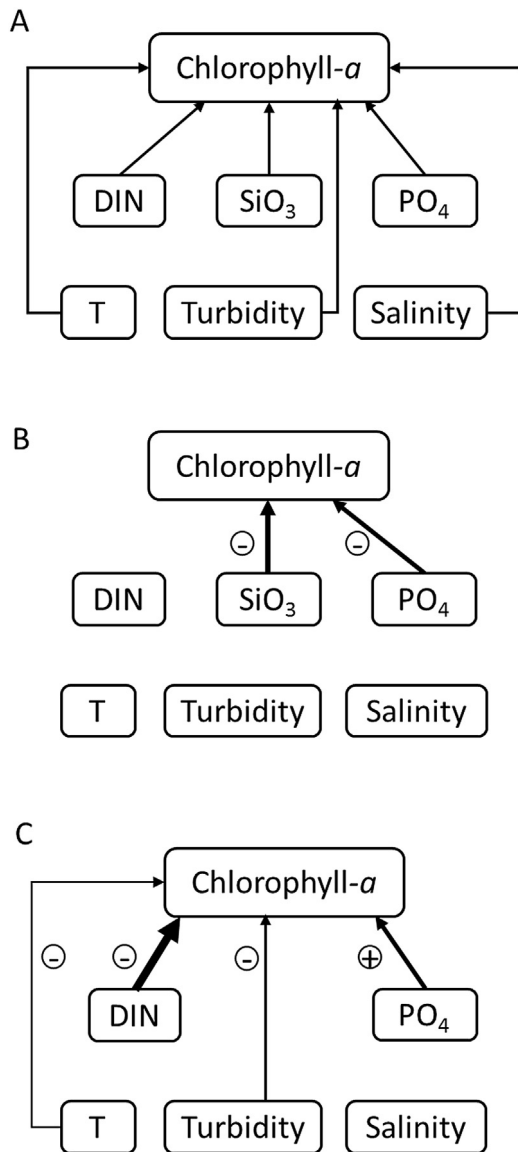 A
Chlorophyll-a
DIN SiO₃ PO₄
T Turbidity Salinity
B
Chlorophyll-a
- -
DIN SiO₃ PO₄
T Turbidity Salinity
C
Chlorophyll-a
- - - +
DIN PO₄
T Turbidity Salinity